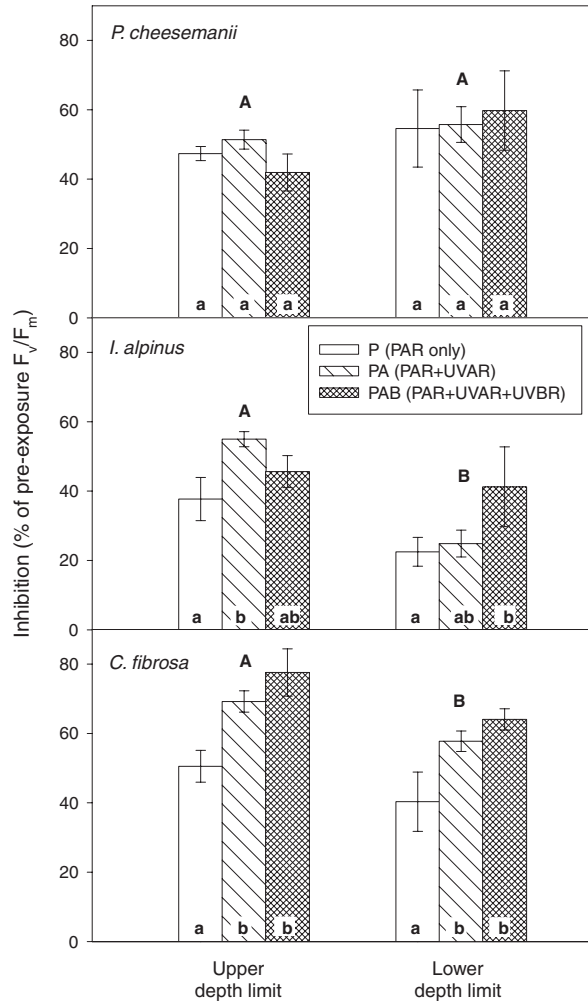 P. cheesemanii
80
60
40
20
0
A
A
a a a a a a
I. alpinus
P (PAR only)
PA (PAR+UVAR)
PAB (PAR+UVAR+UVBR)
80
60
40
20
0
A
B
a b ab a ab b
C. fibrosa
80
60
40
20
0
A
B
a b b a b b
Inhibition (% of pre-exposure Fv/Fm)
Upper
depth limit
Lower
depth limit